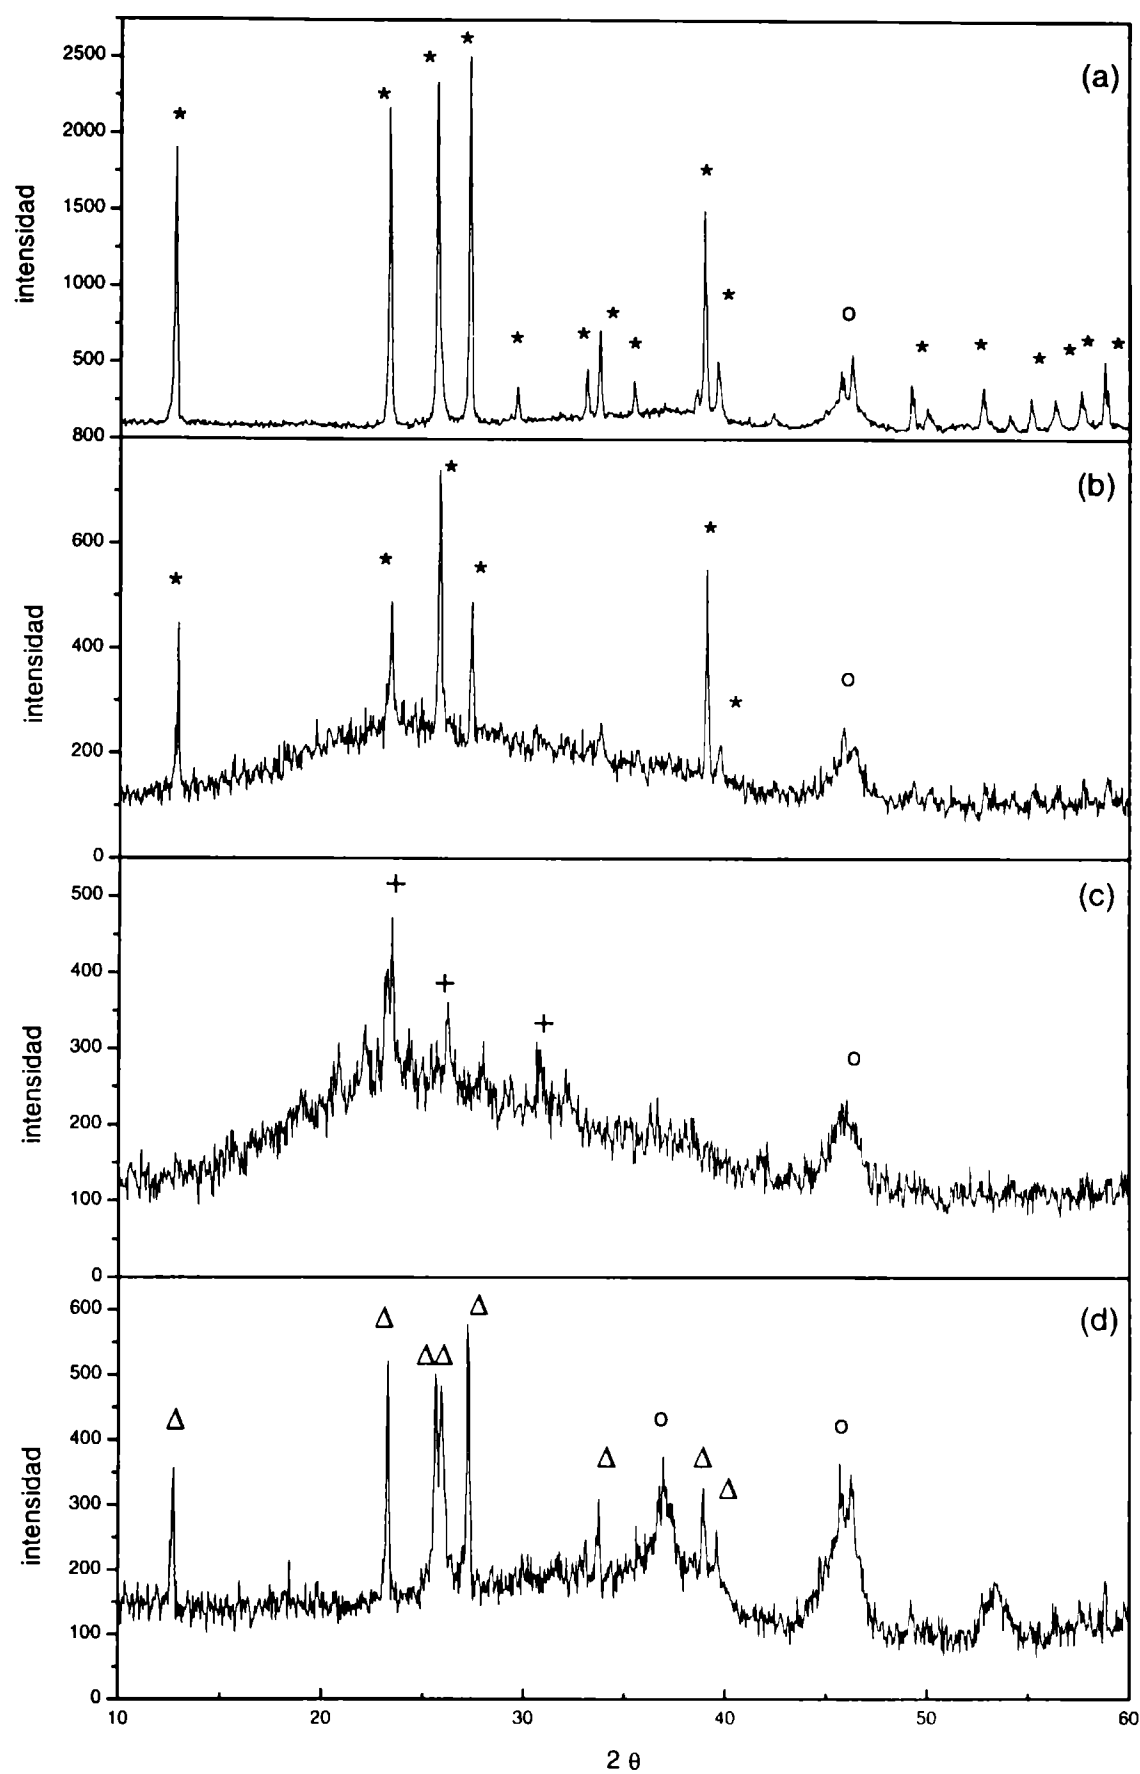 (a)
2500
2000
1500
1000
500
intensidad
* * * * * * * * * * * o * * * * * *
(b)
800
600
400
200
0
intensidad
* * * * * * o
(c)
500
400
300
200
100
0
intensidad
+ + + o
(d)
600
500
400
300
200
100
0
intensidad
Δ Δ Δ Δ Δ Δ o Δ Δ o
10 20 30 40 50 60
2 θ